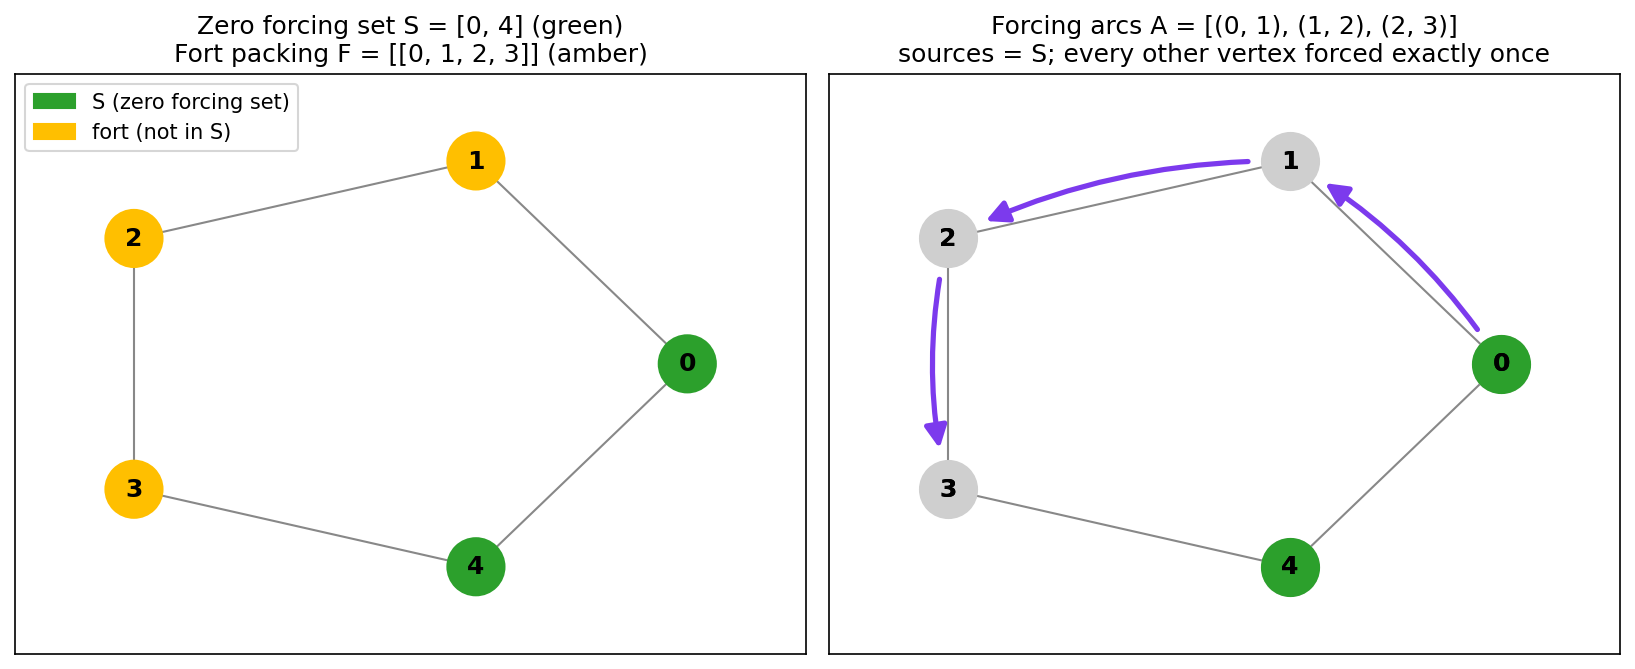 Zero forcing set S = [0, 4] (green)
Fort packing F = [[0, 1, 2, 3]] (amber)
S (zero forcing set)
fort (not in S)
1
2
0
3
4
Forcing arcs A = [(0, 1), (1, 2), (2, 3)]
sources = S; every other vertex forced exactly once
1
2
0
3
4